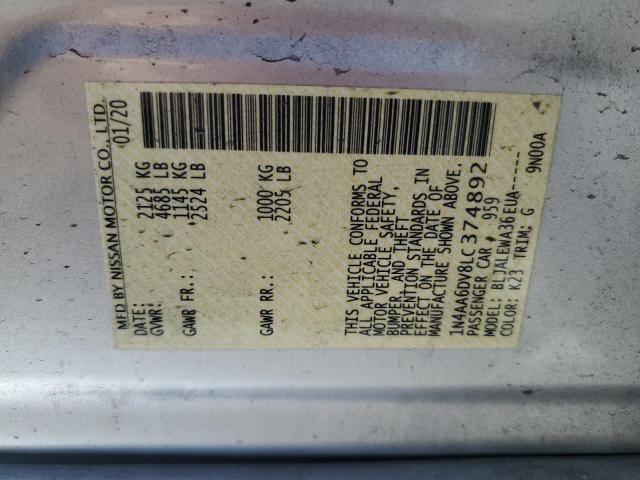 MFD BY NISSAN MOTOR CO., LTD.
DATE: 01/20
GVWR: 2125 KG
4685 LB
GAWR FR.: 1145 KG
2524 LB
GAWR RR.: 1000 KG
2205 LB
THIS VEHICLE CONFORMS TO
ALL APPLICABLE FEDERAL
MOTOR VEHICLE SAFETY,
BUMPER, AND THEFT
PREVENTION STANDARDS IN
EFFECT ON THE DATE OF
MANUFACTURE SHOWN ABOVE.
1N4AA6DV8LC374892
PASSENGER CAR 959
MODEL: BLJALEWA36EUA-----
COLOR: K23 TRIM: G 9N00A